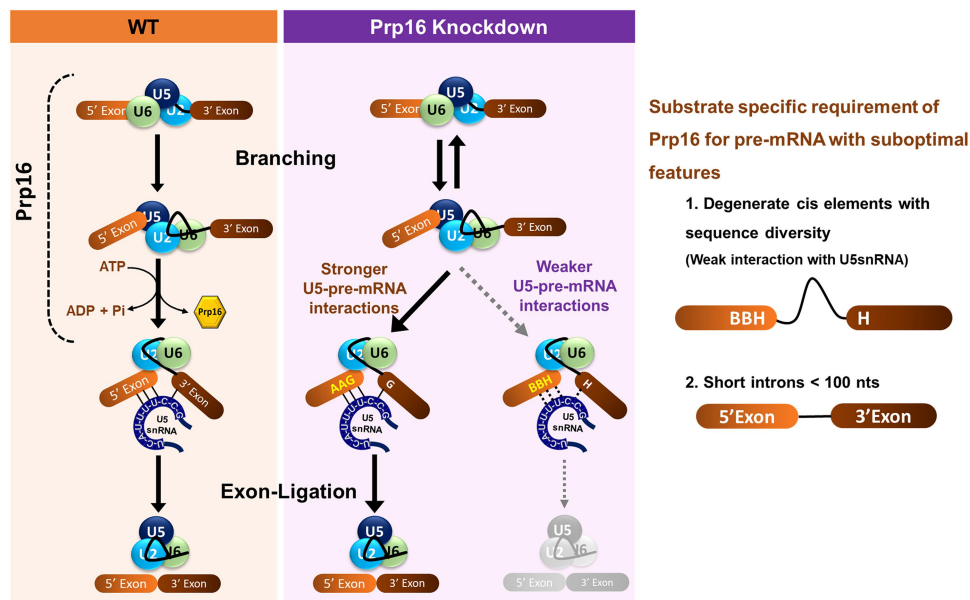 WT
Prp16 Knockdown
Prp16
5' Exon
U6
U5
U2
3' Exon
5' Exon
U6
U5
U2
3' Exon
Branching
5' Exon
U5
U2
U6
3' Exon
5' Exon
U5
U2
U6
3' Exon
ATP
ADP + Pi
Prp16
Stronger
U5-pre-mRNA
interactions
Weaker
U5-pre-mRNA
interactions
U2
U6
5' Exon
3' Exon
U5
snRNA
U2
U6
AAG
G
U5
snRNA
U2
U6
BBH
H
U5
snRNA
Exon-Ligation
U5
U2
U6
5' Exon
3' Exon
U5
U2
U6
5' Exon
3' Exon
U5
U2
U6
5' Exon
3' Exon
Substrate specific requirement of
Prp16 for pre-mRNA with suboptimal
features
1. Degenerate cis elements with
sequence diversity
(Weak interaction with U5snRNA)
BBH
H
2. Short introns < 100 nts
5'Exon
3'Exon